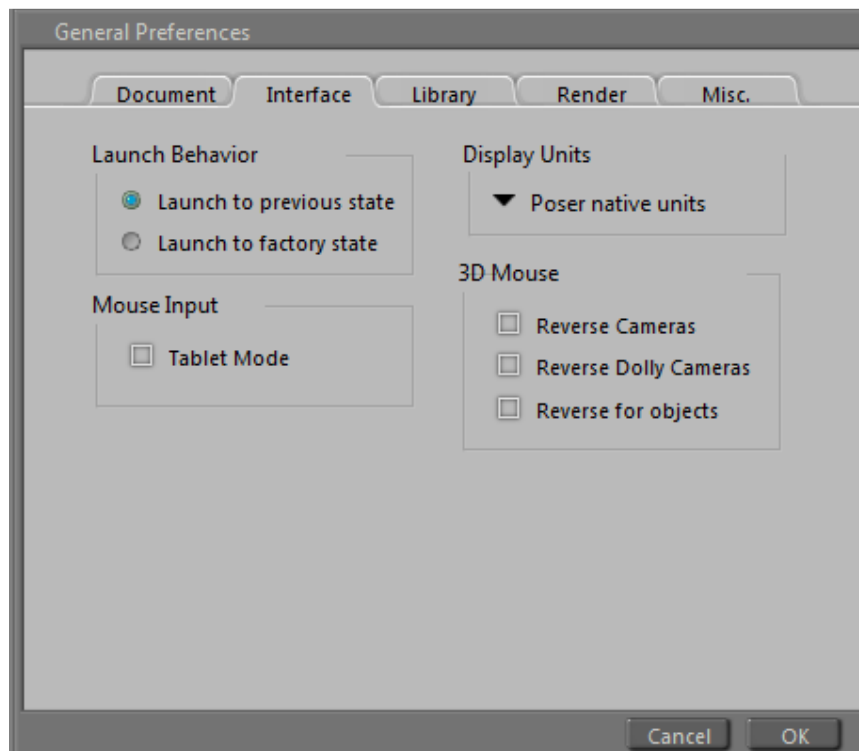 General Preferences
Document Interface Library Render Misc.
Launch Behavior
Launch to previous state
Launch to factory state
Mouse Input
Tablet Mode
Display Units
Poser native units
3D Mouse
Reverse Cameras
Reverse Dolly Cameras
Reverse for objects
Cancel OK